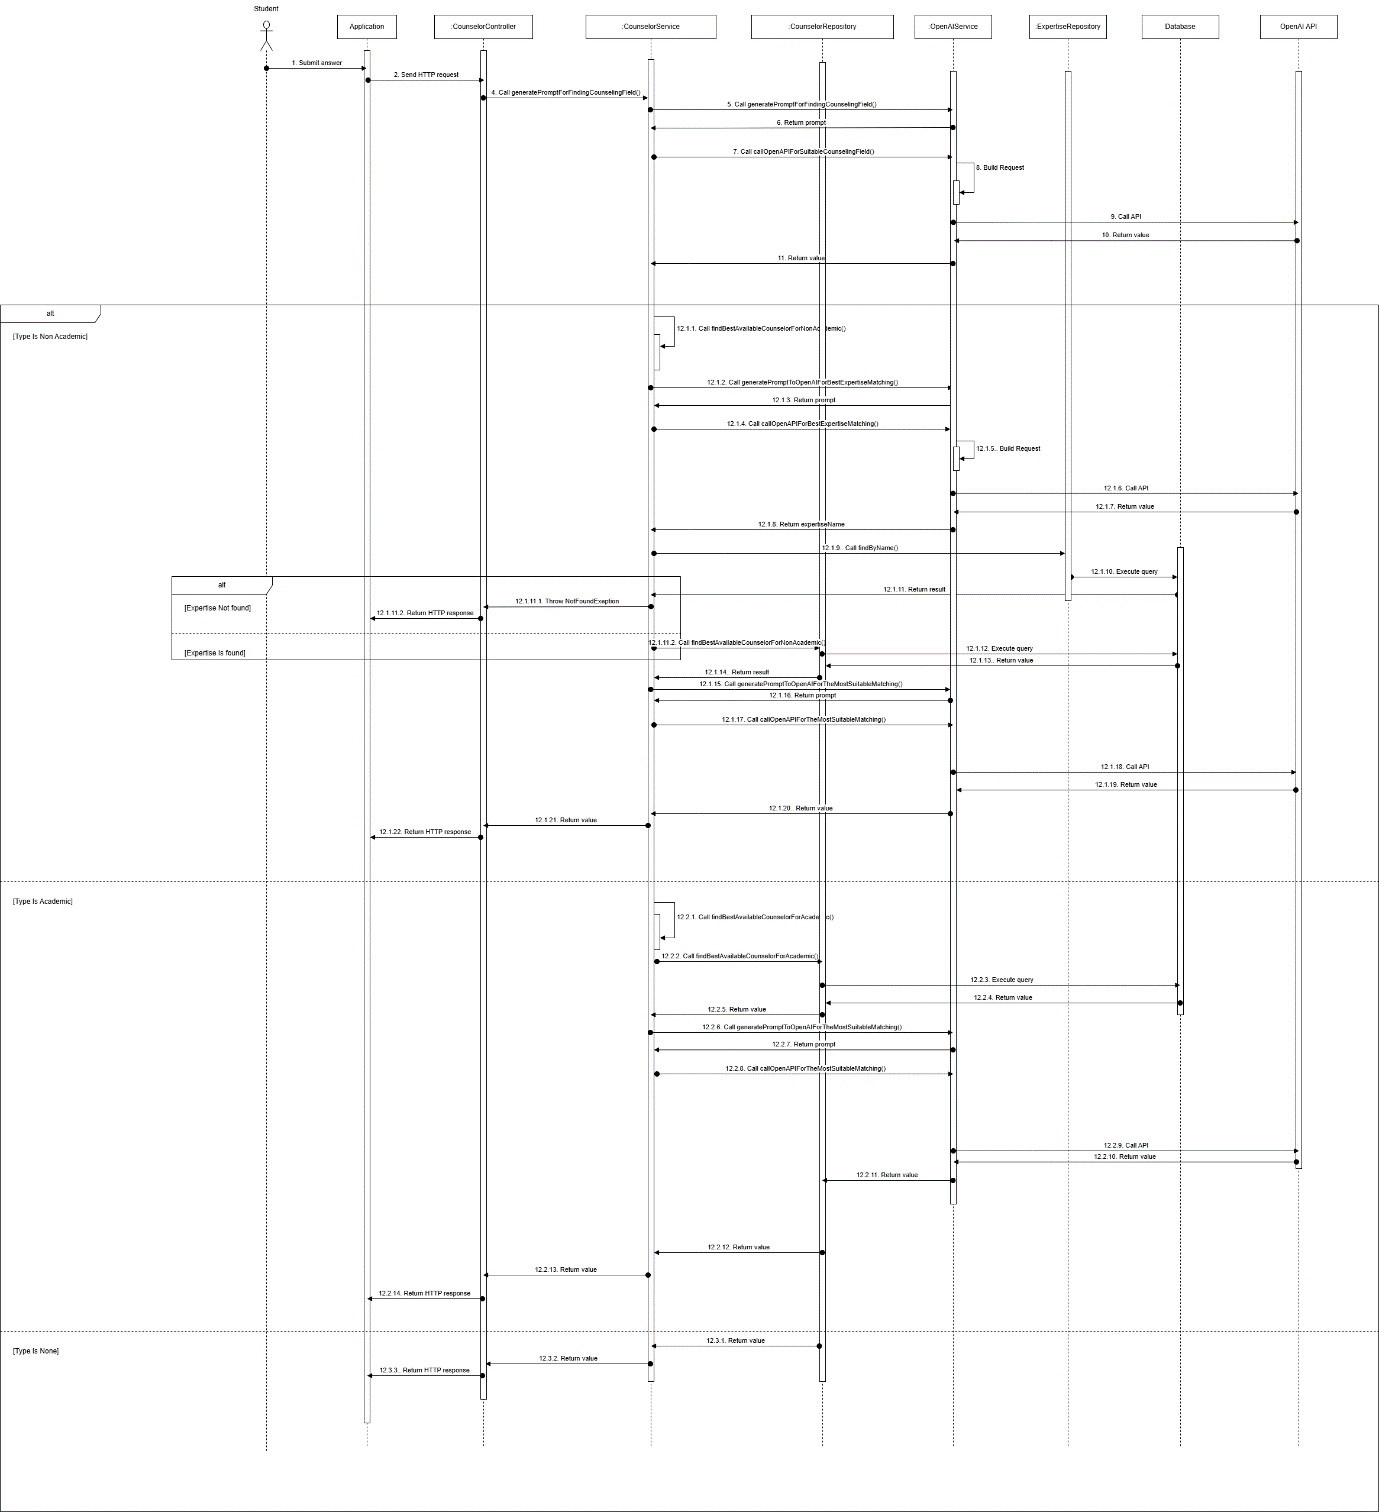 Student
Application
:CounselorController
:CounselorService
:CounselorRepository
:OpenAIService
:ExpertiseRepository
Database
OpenAI API
1. Submit answer
2. Send HTTP request
4. Call generatePromptForFindingCounselingField()
5. Call generatePromptForFindingCounselingField()
6. Return prompt
7. Call callOpenAPIForSuitableCounselingField()
8. Build Request
9. Call API
10. Return value
11. Return value
alt
[Type Is Non Academic]
12.1.1. Call findBestAvailableCounselorForNonAcademic()
12.1.2. Call generatePromptToOpenAIForBestExpertiseMatching()
12.1.3. Return prompt
12.1.4. Call callOpenAPIForBestExpertiseMatching()
12.1.5.. Build Request
12.1.6. Call API
12.1.7. Return value
12.1.8. Return expertiseName
12.1.9.. Call findByName()
12.1.10. Execute query
alt
12.1.11. Return result
[Expertise Not found]
12.1.11.1. Throw NotFoundExeption
12.1.11.2. Return HTTP response
12.1.11.2. Call findBestAvailableCounselorForNonAcademic()
[Expertise Is found]
12.1.12. Execute query
12.1.13.. Return value
12.1.14.. Return result
12.1.15. Call generatePromptToOpenAIForTheMostSuitableMatching()
12.1.16. Return prompt
12.1.17. Call callOpenAPIForTheMostSuitableMatching()
12.1.18. Call API
12.1.19. Return value
12.1.20.. Return value
12.1.21. Return value
12.1.22. Return HTTP response
[Type Is Academic]
12.2.1. Call findBestAvailableCounselorForAcademic()
12.2.2. Call findBestAvailableCounselorForAcademic()
12.2.3. Execute query
12.2.4. Return value
12.2.5. Return value
12.2.6. Call generatePromptToOpenAIForTheMostSuitableMatching()
12.2.7. Return prompt
12.2.8. Call callOpenAPIForTheMostSuitableMatching()
12.2.9. Call API
12.2.10. Return value
12.2.11. Return value
12.2.12. Return value
12.2.13. Return value
12.2.14. Return HTTP response
12.3.1. Return value
[Type Is None]
12.3.2. Return value
12.3.3.. Return HTTP response